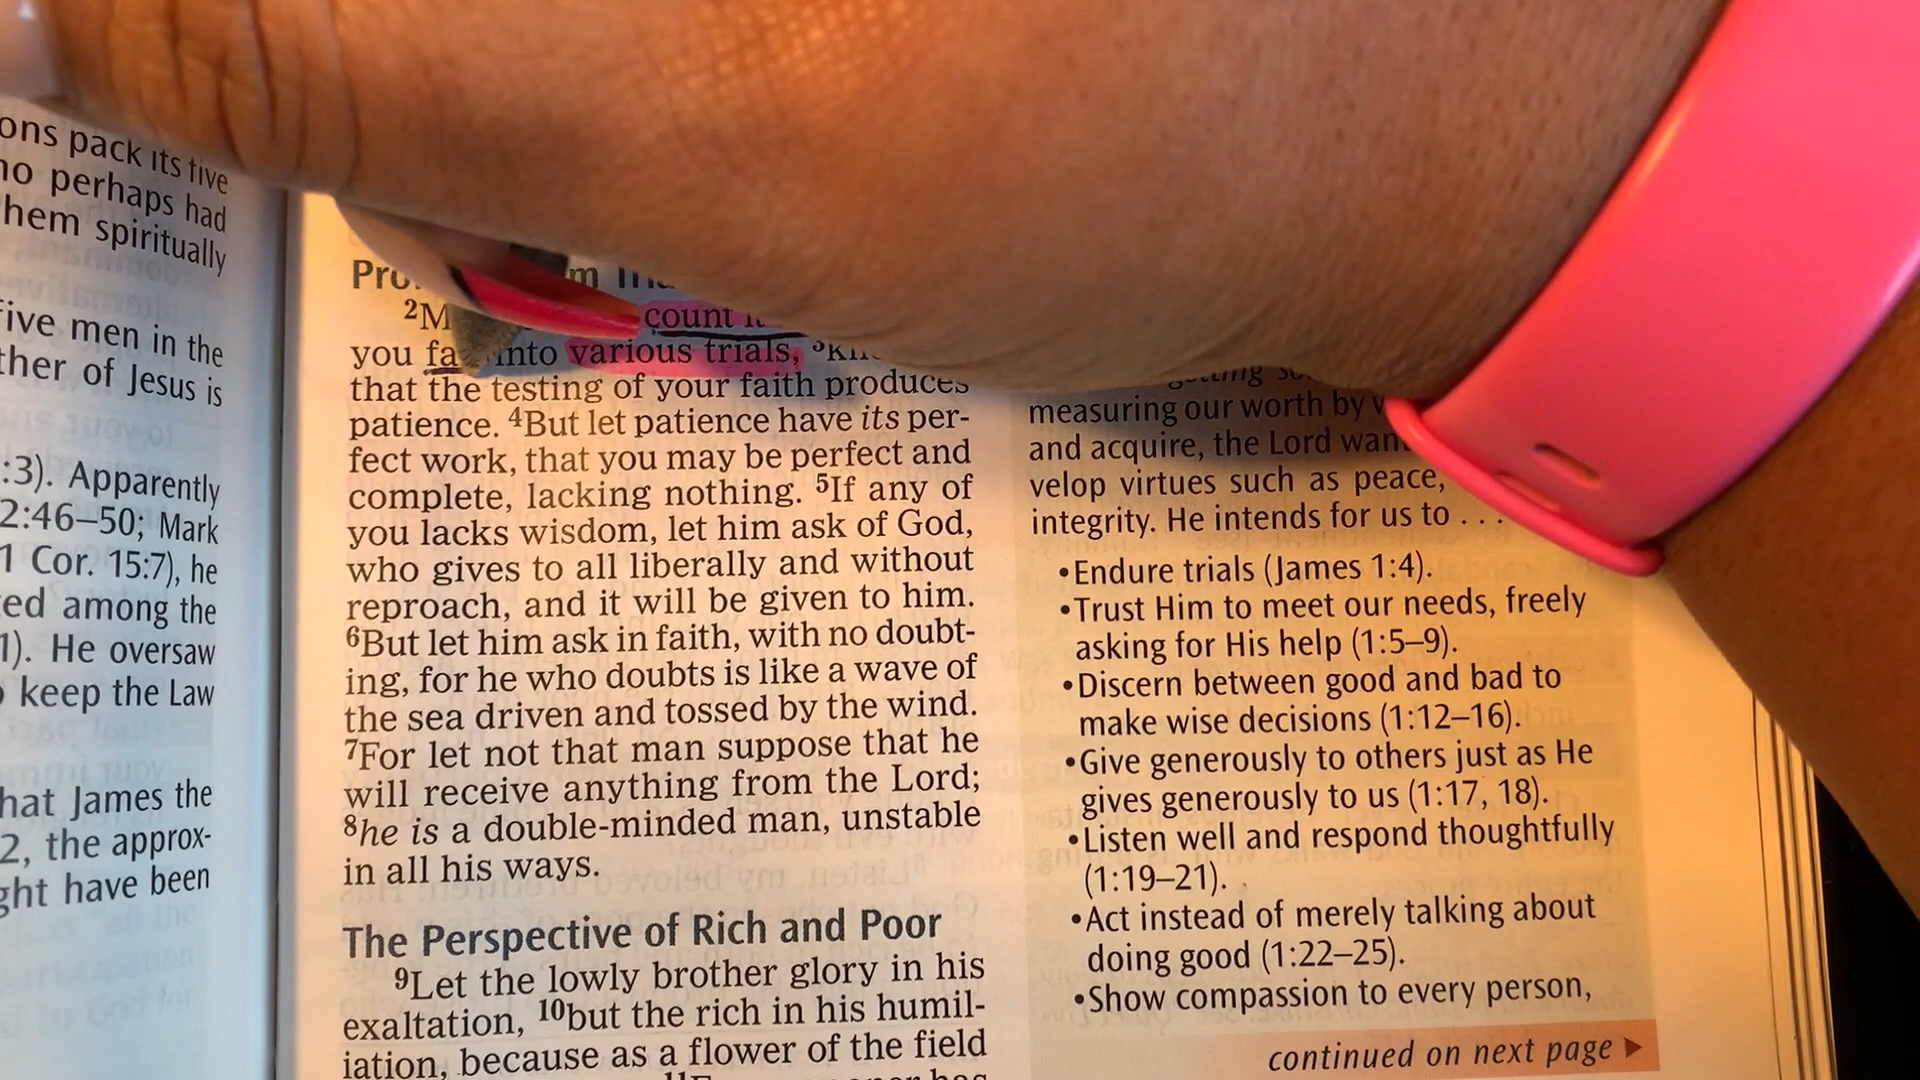 ons pack its five
no perhaps had
hem spiritually
five men in the
ther of Jesus is
:3). Apparently
2:46–50; Mark
1 Cor. 15:7), he
ed among the
1). He oversaw
keep the Law
hat James the
2, the approx-
ght have been
2M count
you into various trials, 3
that the testing of your faith produces
patience. 4But let patience have its per-
fect work, that you may be perfect and
complete, lacking nothing. 5If any of
you lacks wisdom, let him ask of God,
who gives to all liberally and without
reproach, and it will be given to him.
6But let him ask in faith, with no doubt-
ing, for he who doubts is like a wave of
the sea driven and tossed by the wind.
7For let not that man suppose that he
will receive anything from the Lord;
8he is a double-minded man, unstable
in all his ways.
The Perspective of Rich and Poor
9Let the lowly brother glory in his
exaltation, 10but the rich in his humil-
iation, because as a flower of the field
measuring our worth by
and acquire, the Lord
velop virtues such as peace,
integrity. He intends for us to . . .
•Endure trials (James 1:4).
•Trust Him to meet our needs, freely
asking for His help (1:5–9).
•Discern between good and bad to
make wise decisions (1:12–16).
•Give generously to others just as He
gives generously to us (1:17, 18).
•Listen well and respond thoughtfully
(1:19–21).
•Act instead of merely talking about
doing good (1:22–25).
•Show compassion to every person,
continued on next page ►